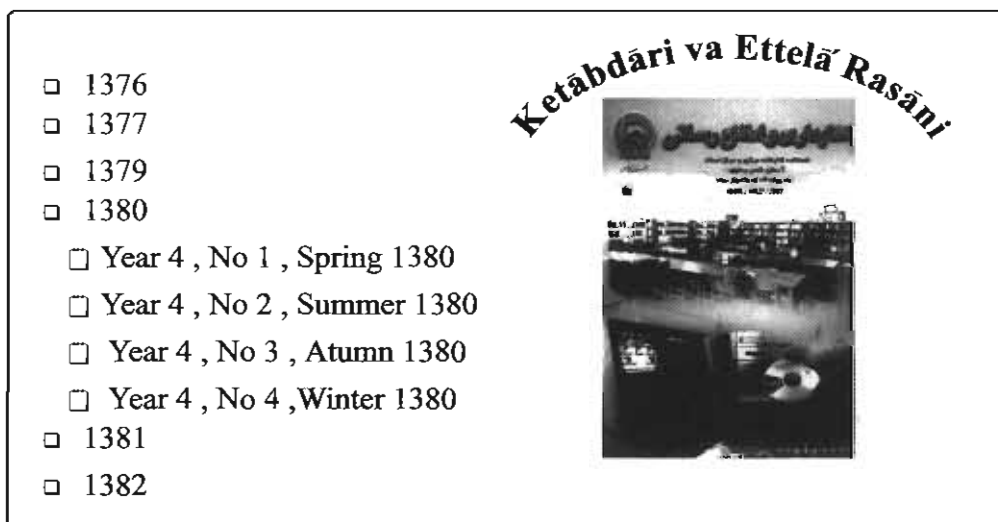 1376
1377
1379
1380
Year 4 , No 1 , Spring 1380
Year 4 , No 2 , Summer 1380
Year 4 , No 3 , Atumn 1380
Year 4 , No 4 ,Winter 1380
1381
1382
Ketābdāri va Ettelā́ Rasāni